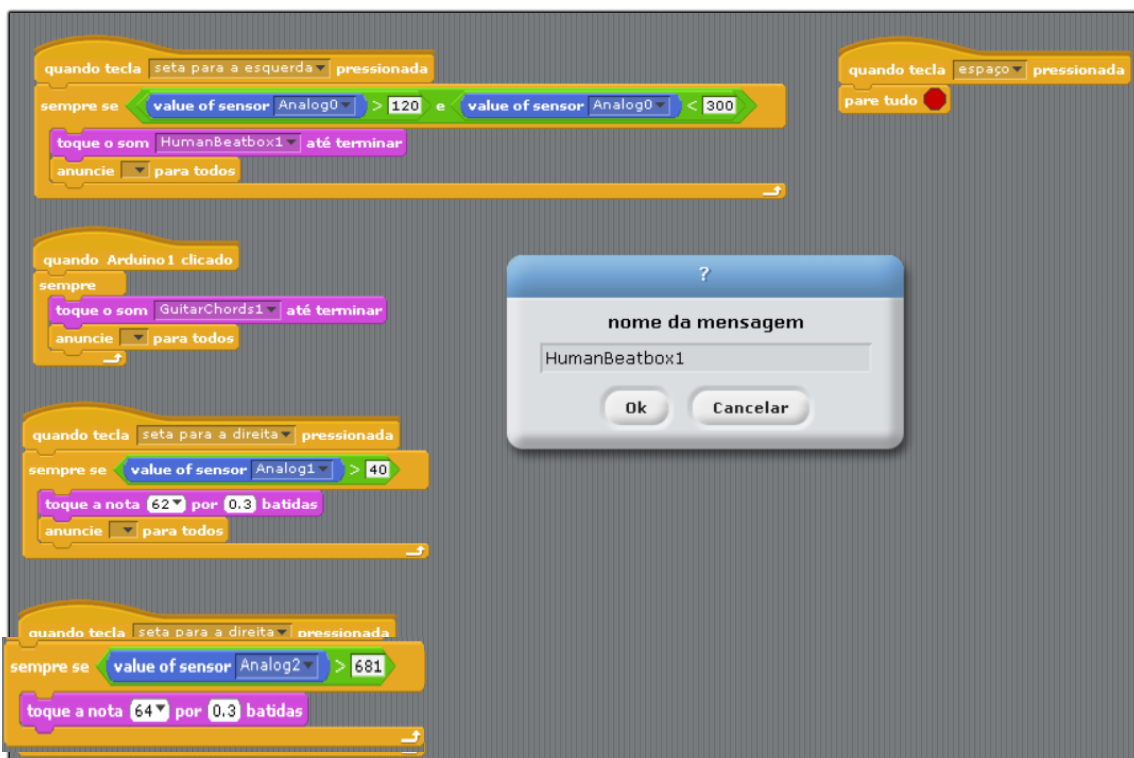 quando tecla seta para a esquerda pressionada
sempre se value of sensor Analog0 > 120 e value of sensor Analog0 < 300
toque o som HumanBeatbox1 até terminar
anuncie para todos
quando tecla espaço pressionada
pare tudo
quando Arduino1 clicado
sempre
toque o som GuitarChords1 até terminar
anuncie para todos
?
nome da mensagem
HumanBeatbox1
Ok Cancelar
quando tecla seta para a direita pressionada
sempre se value of sensor Analog1 > 40
toque a nota 62 por 0.3 batidas
anuncie para todos
quando tecla seta para a direita pressionada
sempre se value of sensor Analog2 > 681
toque a nota 64 por 0.3 batidas